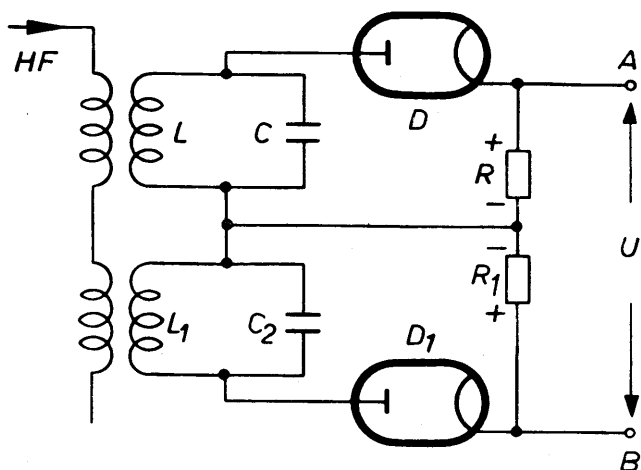 HF
A
D
L
C
+
R
−
U
−
L₁
C₂
R₁
+
D₁
B